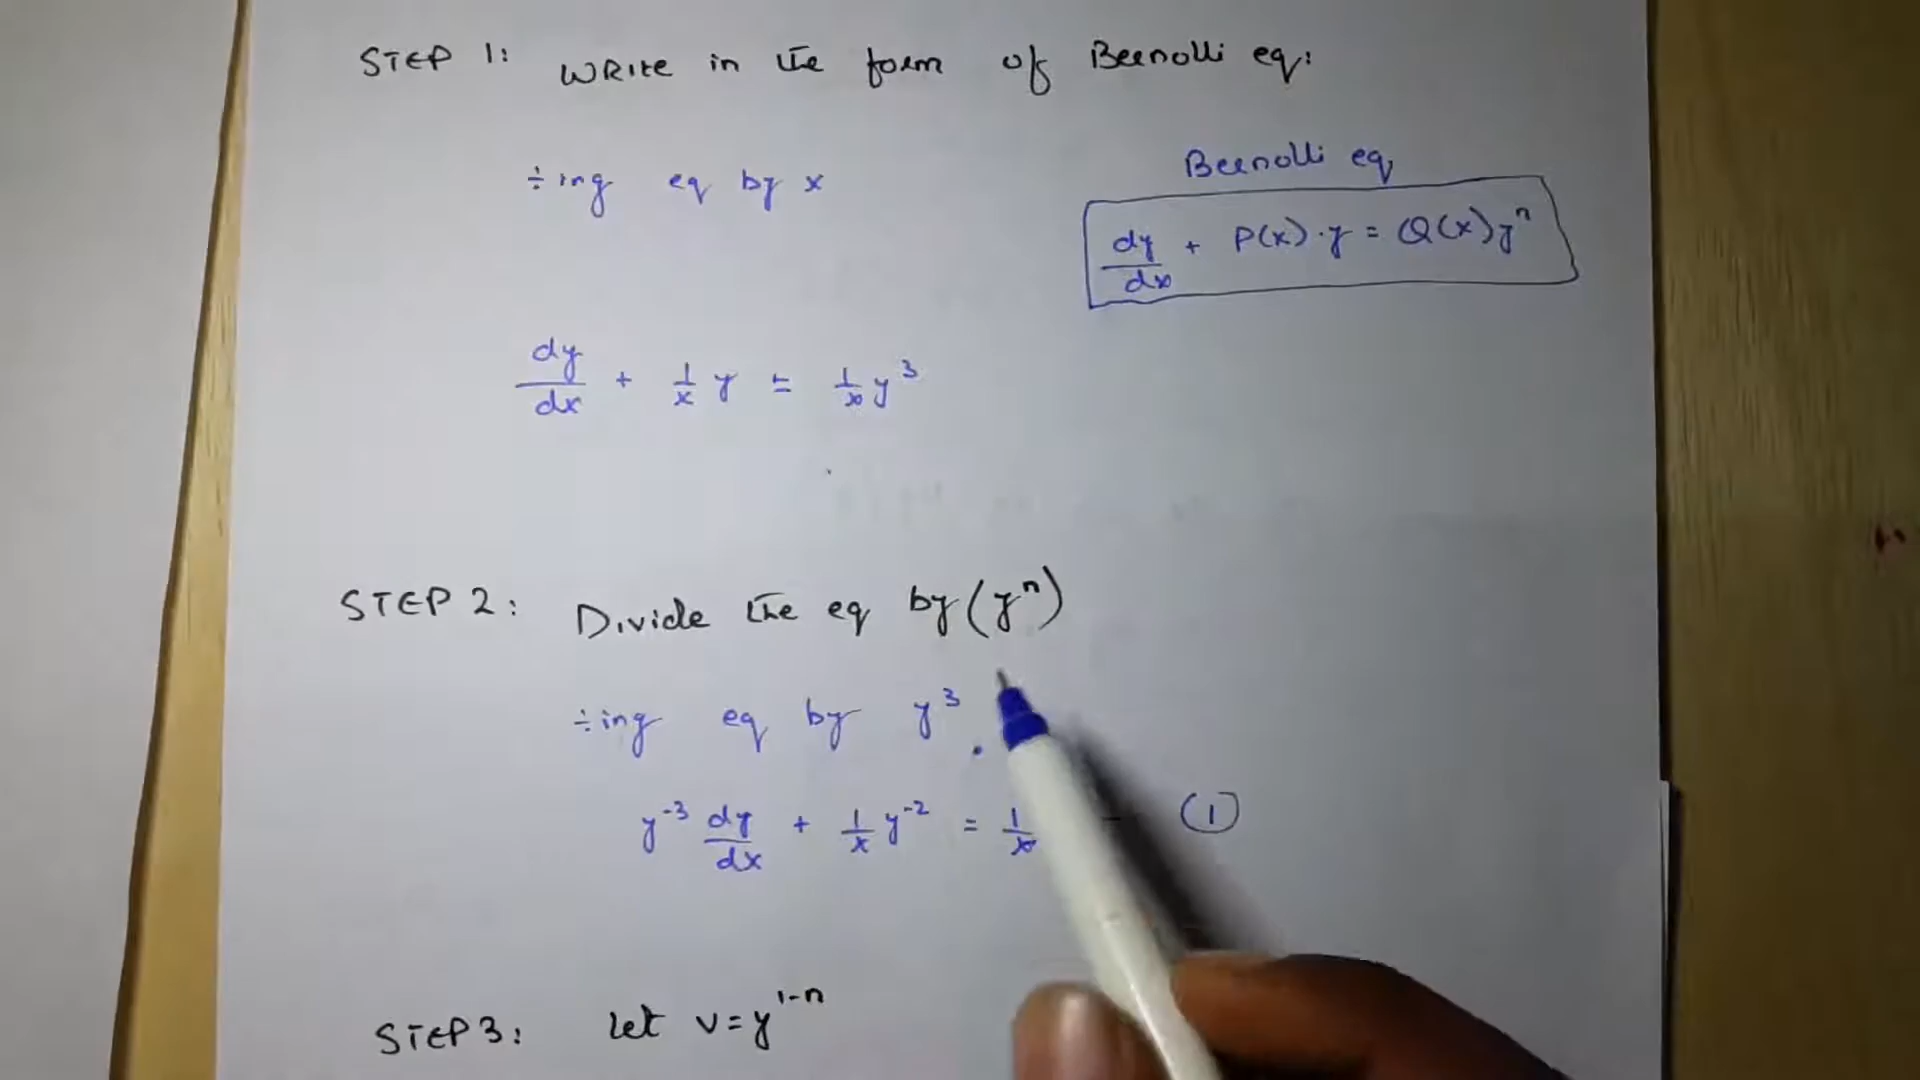 STEP 1: WRITE in the form of Bernolli eq:
÷ing eq by x
Bernolli eq
dy/dx + P(x)·y = Q(x)y^n
dy/dx + 1/x y = 1/x y^3
STEP 2: Divide the eq by (y^n)
÷ing eq by y^3.
y^-3 dy/dx + 1/x y^-2 = 1/x — (1)
STEP 3: Let v=y^1-n